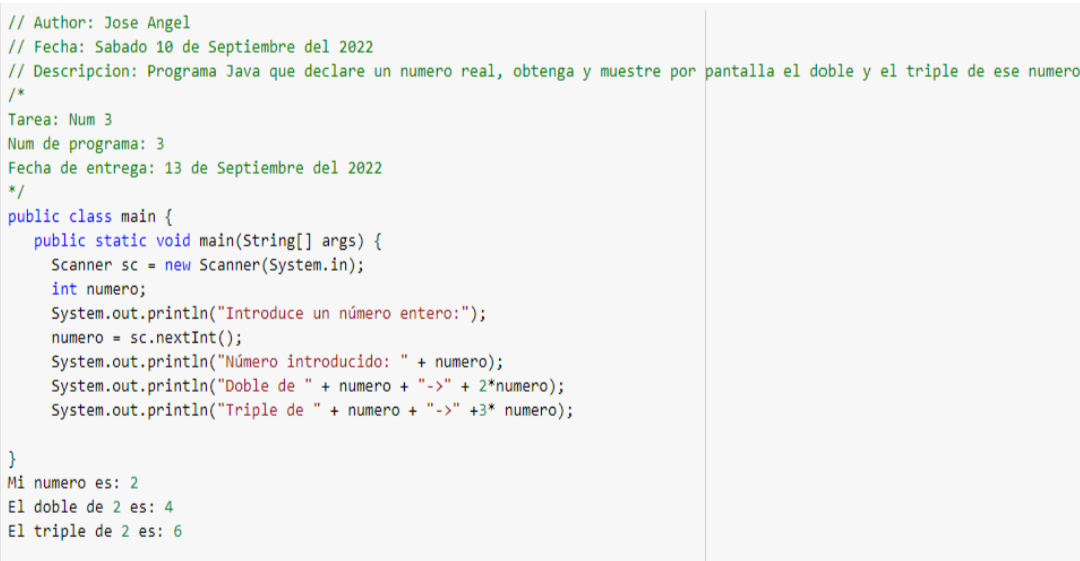 // Author: Jose Angel
// Fecha: Sabado 10 de Septiembre del 2022
// Descripcion: Programa Java que declare un numero real, obtenga y muestre por pantalla el doble y el triple de ese numero
/*
Tarea: Num 3
Num de programa: 3
Fecha de entrega: 13 de Septiembre del 2022
*/
public class main {
   public static void main(String[] args) {
     Scanner sc = new Scanner(System.in);
     int numero;
     System.out.println("Introduce un número entero:");
     numero = sc.nextInt();
     System.out.println("Número introducido: " + numero);
     System.out.println("Doble de " + numero + "->" + 2*numero);
     System.out.println("Triple de " + numero + "->" +3* numero);

}
Mi numero es: 2
El doble de 2 es: 4
El triple de 2 es: 6